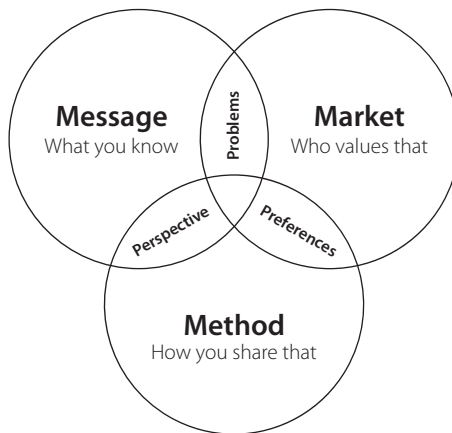 Message
What you know
Problems
Market
Who values that
Perspective
Preferences
Method
How you share that